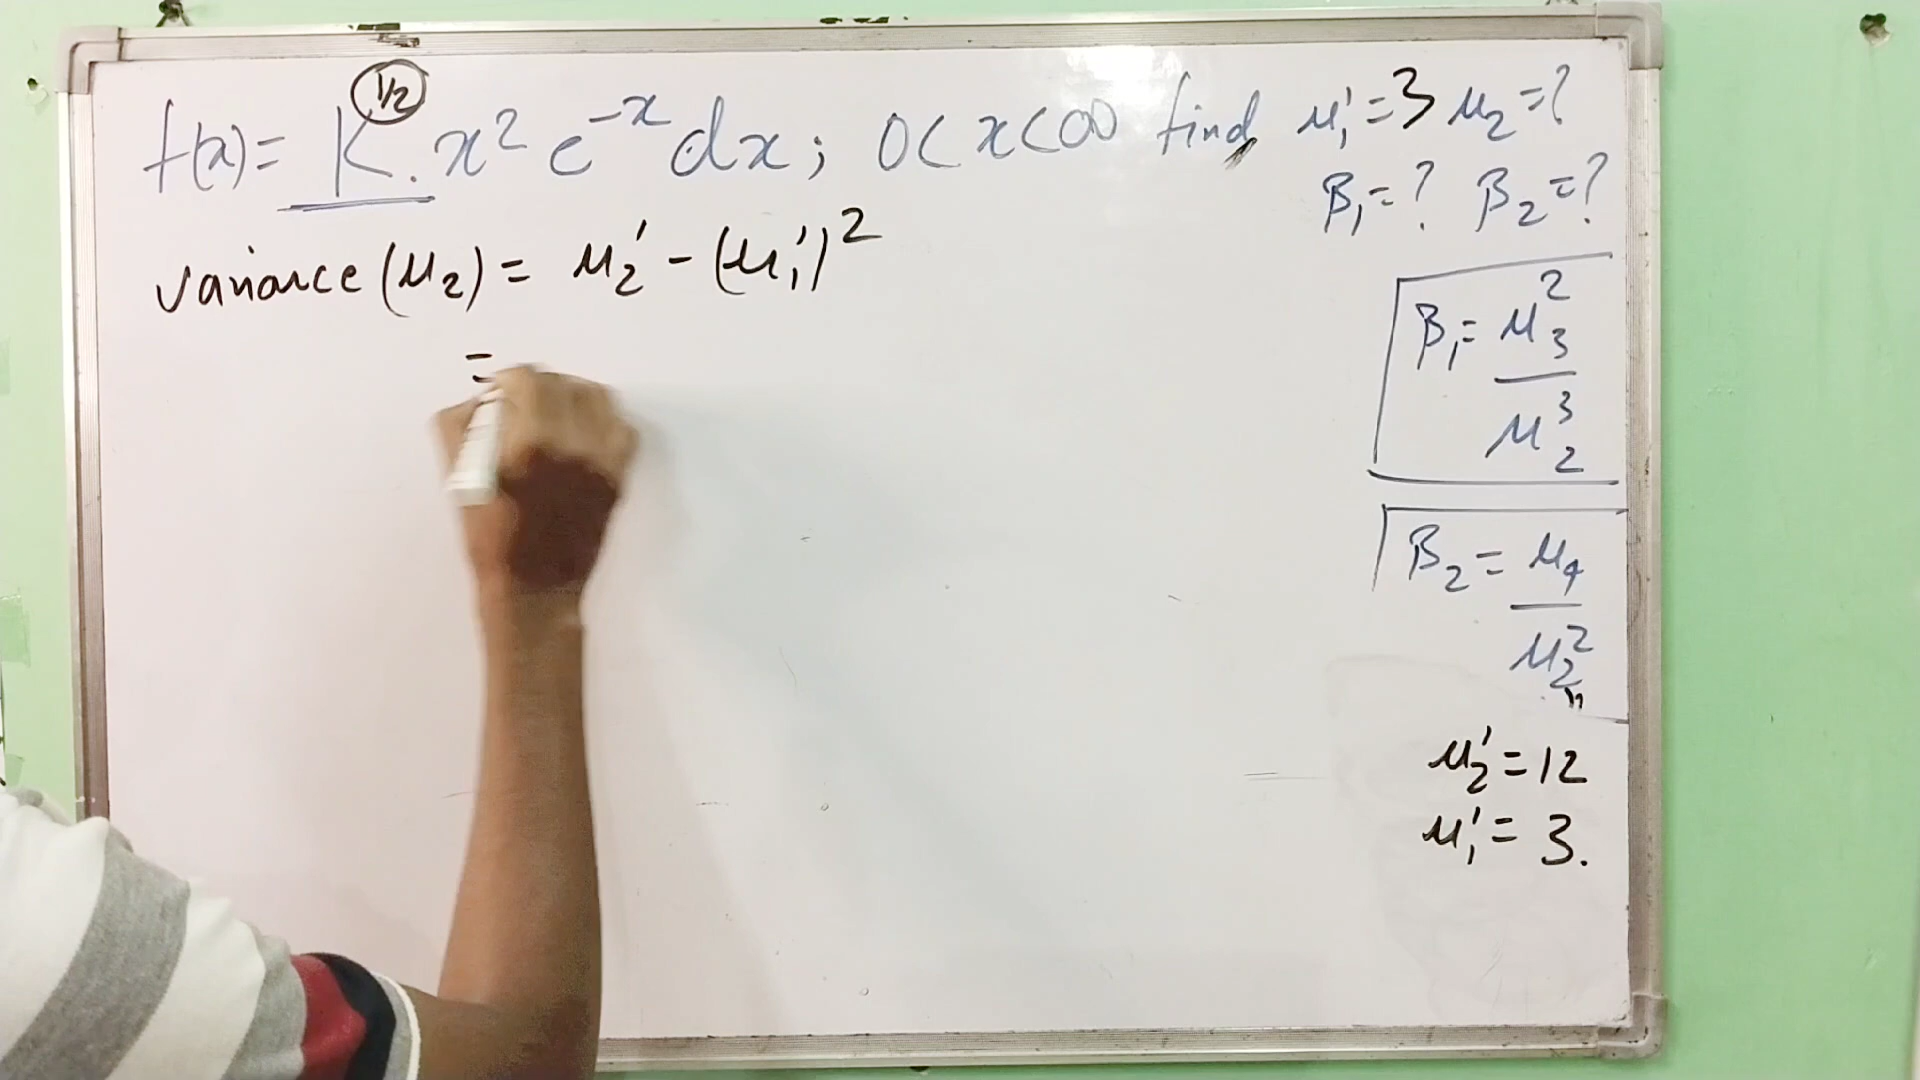 1/2
f(x) = K. x² e⁻ˣ dx; 0<x<∞ find μ₁' = 3 μ₂ = ?
β₁ = ? β₂ = ?
variance (μ₂) = μ₂' - (μ₁')²
=
β₁ = μ₃² / μ₂³
β₂ = μ₄ / μ₂²
μ₂' = 12
μ₁' = 3.